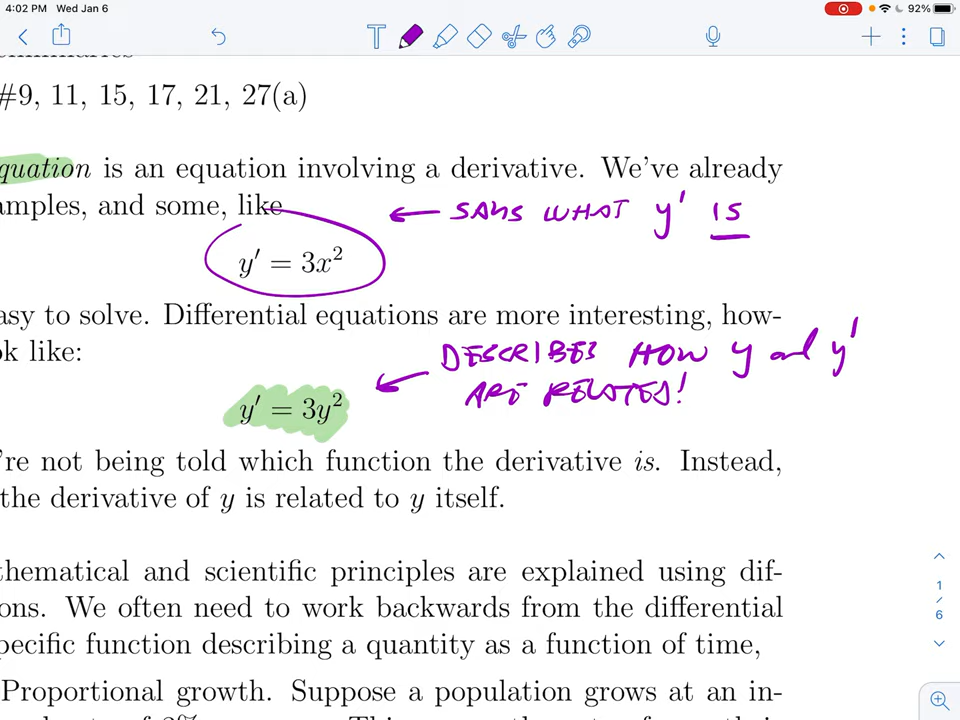 4:02 PM Wed Jan 6
92%
#9, 11, 15, 17, 21, 27(a)
quation is an equation involving a derivative. We've already
amples, and some, like
← SAYS WHAT y' IS
y' = 3x²
asy to solve. Differential equations are more interesting, how-
ok like:
DESCRIBES HOW y and y'
ARE RELATED!
y' = 3y²
're not being told which function the derivative is. Instead,
the derivative of y is related to y itself.
thematical and scientific principles are explained using dif-
ons. We often need to work backwards from the differential
pecific function describing a quantity as a function of time,
1
/
6
Proportional growth. Suppose a population grows at an in-